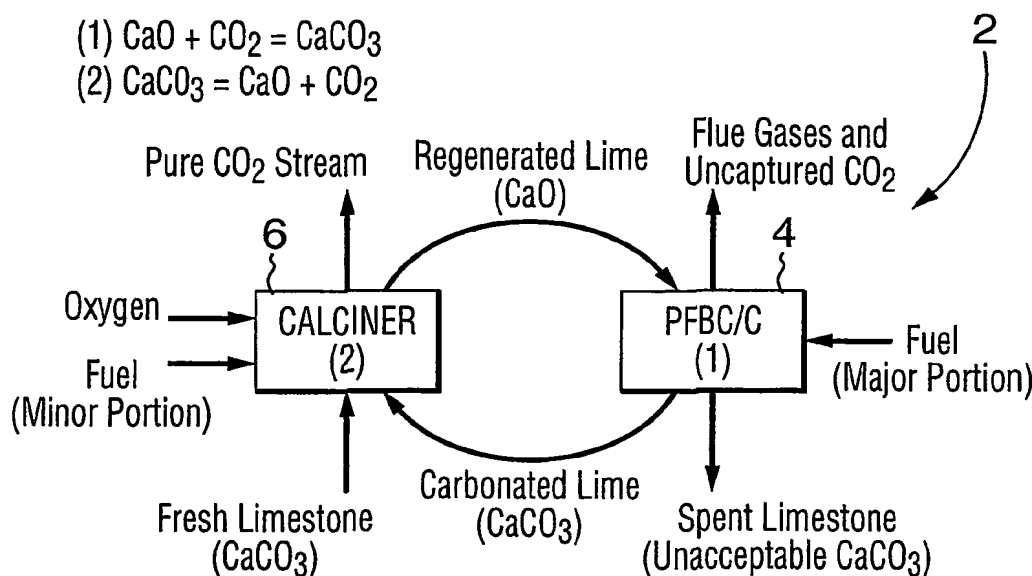 (1) CaO + CO₂ = CaCO₃
(2) CaCO₃ = CaO + CO₂
2
Pure CO₂ Stream
Regenerated Lime
(CaO)
Flue Gases and
Uncaptured CO₂
6
4
Oxygen
CALCINER
(2)
PFBC/C
(1)
Fuel
(Minor Portion)
Fuel
(Major Portion)
Fresh Limestone
(CaCO₃)
Carbonated Lime
(CaCO₃)
Spent Limestone
(Unacceptable CaCO₃)